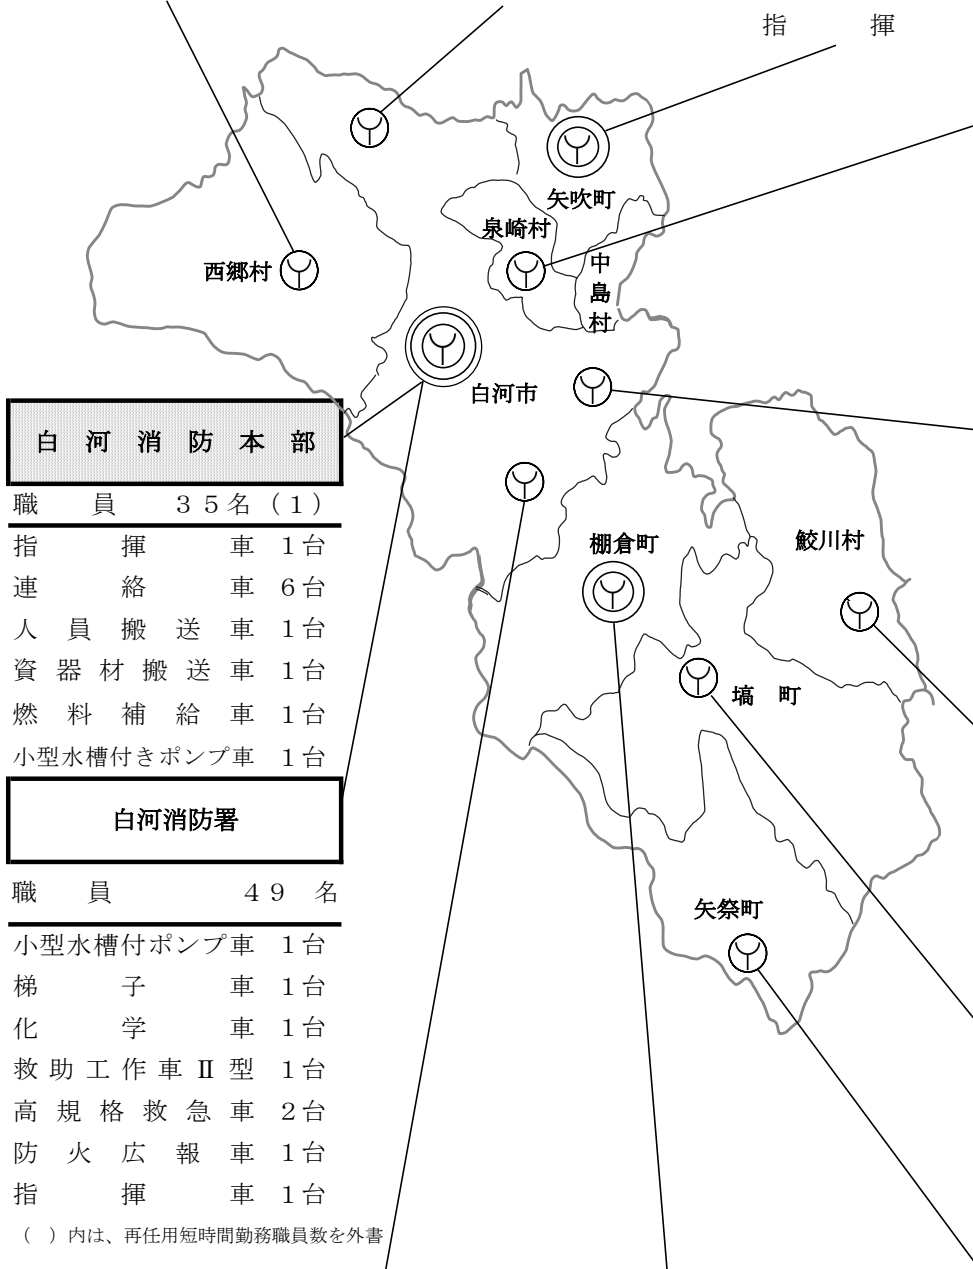 指揮
矢吹町
泉崎村
中島村
西郷村
白河市
白河消防本部
職員 35名(1)
指揮車 1台
連絡車 6台
人員搬送車 1台
資器材搬送車 1台
燃料補給車 1台
小型水槽付きポンプ車 1台
棚倉町
鮫川村
塙町
矢祭町
白河消防署
職員 49名
小型水槽付ポンプ車 1台
梯子車 1台
化学車 1台
救助工作車Ⅱ型 1台
高規格救急車 2台
防火広報車 1台
指揮車 1台
( )内は、再任用短時間勤務職員数を外書